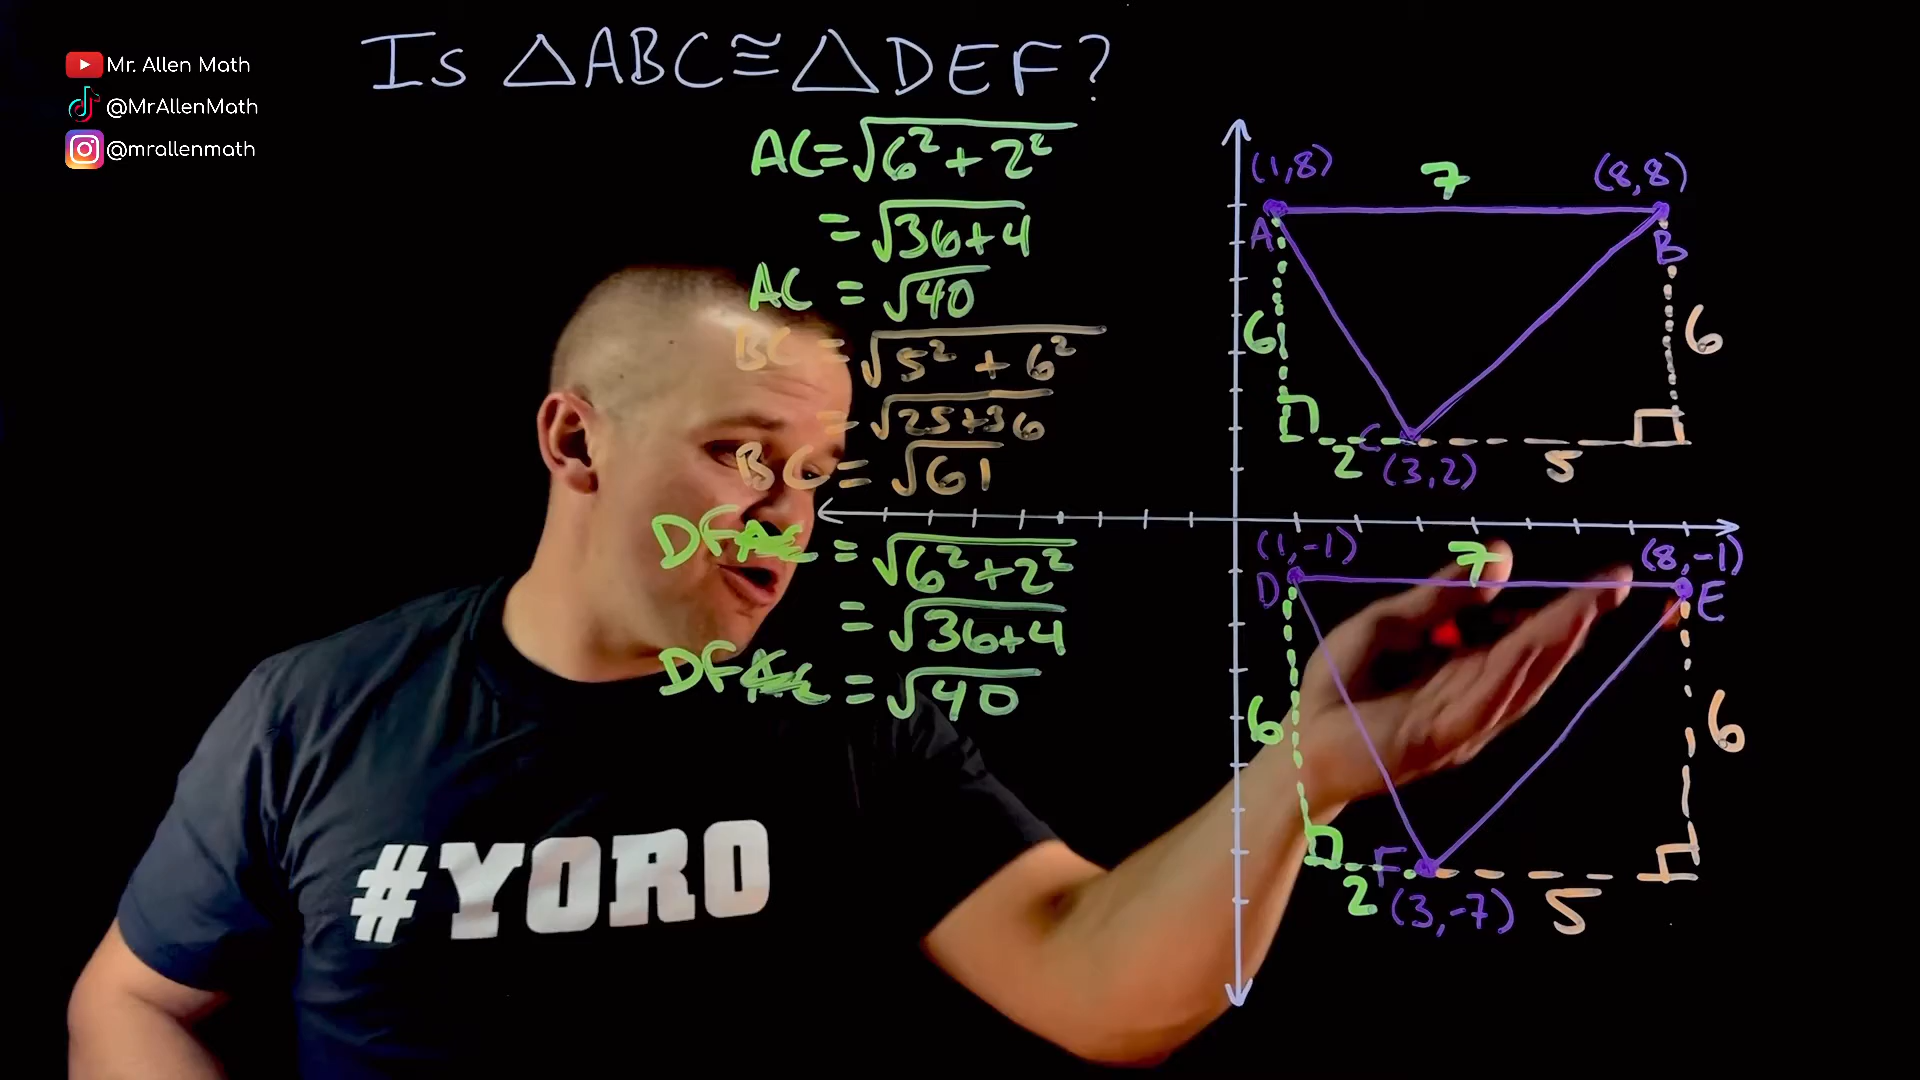 Is △ABC≅△DEF?
Mr. Allen Math
@MrAllenMath
@mrallenmath
AC=√6²+2²
=√36+4
AC=√40
BC=√5²+6²
=√25+36
BC=√61
DF=√6²+2²
=√36+4
DF=√40
(1,8)
7
(8,8)
A
B
6
6
C
2
(3,2)
5
(1,-1)
7
(8,-1)
D
E
6
6
F
2
(3,-7)
5
#YORO